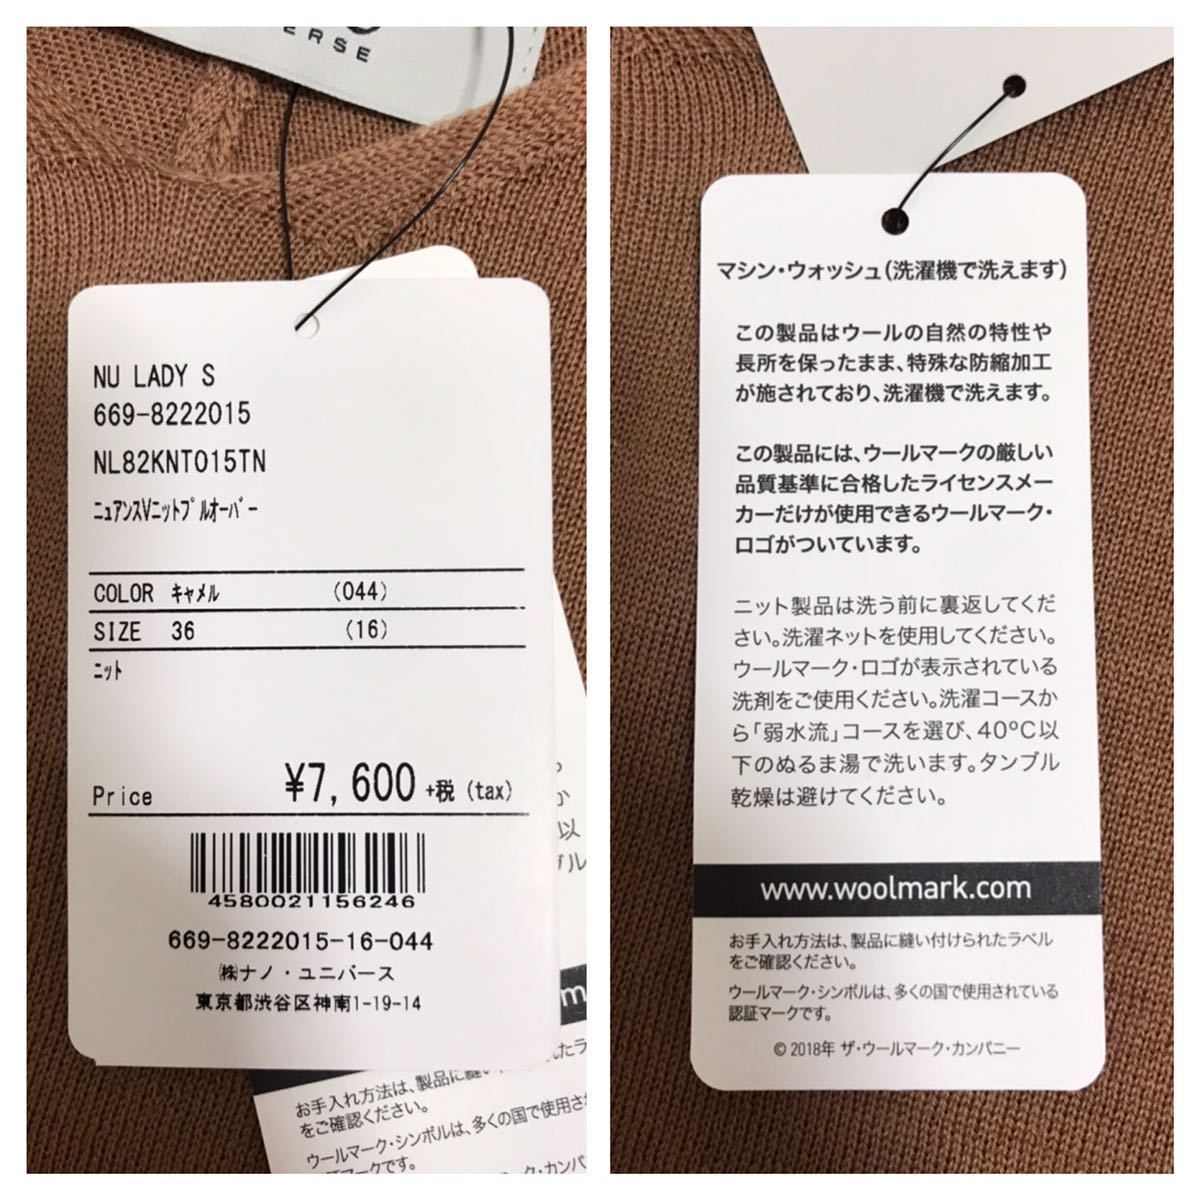 ERSE
NU LADY S
669-8222015
NL82KNT015TN
ﾆｭｱﾝｽVﾆｯﾄﾌﾟﾙｵｰﾊﾞｰ
COLOR ｷｬﾒﾙ (044)
SIZE 36 (16)
ﾆｯﾄ
Price ¥7,600 +税 (tax)
4580021156246
669-8222015-16-044
㈱ナノ・ユニバース
東京都渋谷区神南1-19-14
お手入れ方法は、製品に縫い
をご確認ください。
ウールマーク・シンボルは、多くの国で使用され
証マークです。
ク・カンパ
マシン・ウォッシュ(洗濯機で洗えます)
この製品はウールの自然の特性や
長所を保ったまま、特殊な防縮加工
が施されており、洗濯機で洗えます。
この製品には、ウールマークの厳しい
品質基準に合格したライセンスメー
カーだけが使用できるウールマーク・
ロゴがついています。
ニット製品は洗う前に裏返してくだ
さい。洗濯ネットを使用してください。
ウールマーク・ロゴが表示されている
洗剤をご使用ください。洗濯コースか
ら「弱水流」コースを選び、40℃以
下のぬるま湯で洗います。タンブル
乾燥は避けてください。
www.woolmark.com
お手入れ方法は、製品に縫い付けられたラベル
をご確認ください。
ウールマーク・シンボルは、多くの国で使用されている
認証マークです。
© 2018年 ザ・ウールマーク・カンパニー